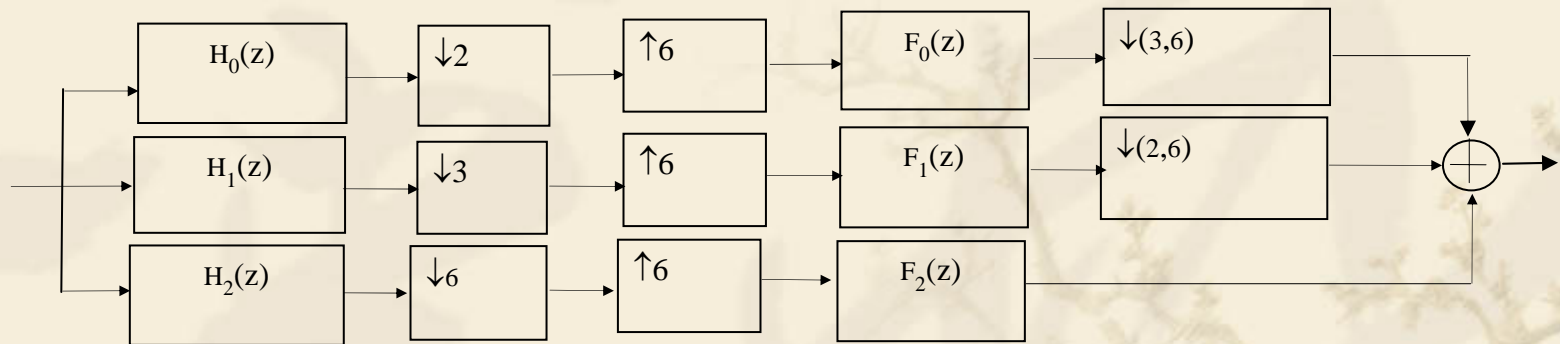 H₀(z) ↓2 ↑6 F₀(z) ↓(3,6)
H₁(z) ↓3 ↑6 F₁(z) ↓(2,6)
H₂(z) ↓6 ↑6 F₂(z)